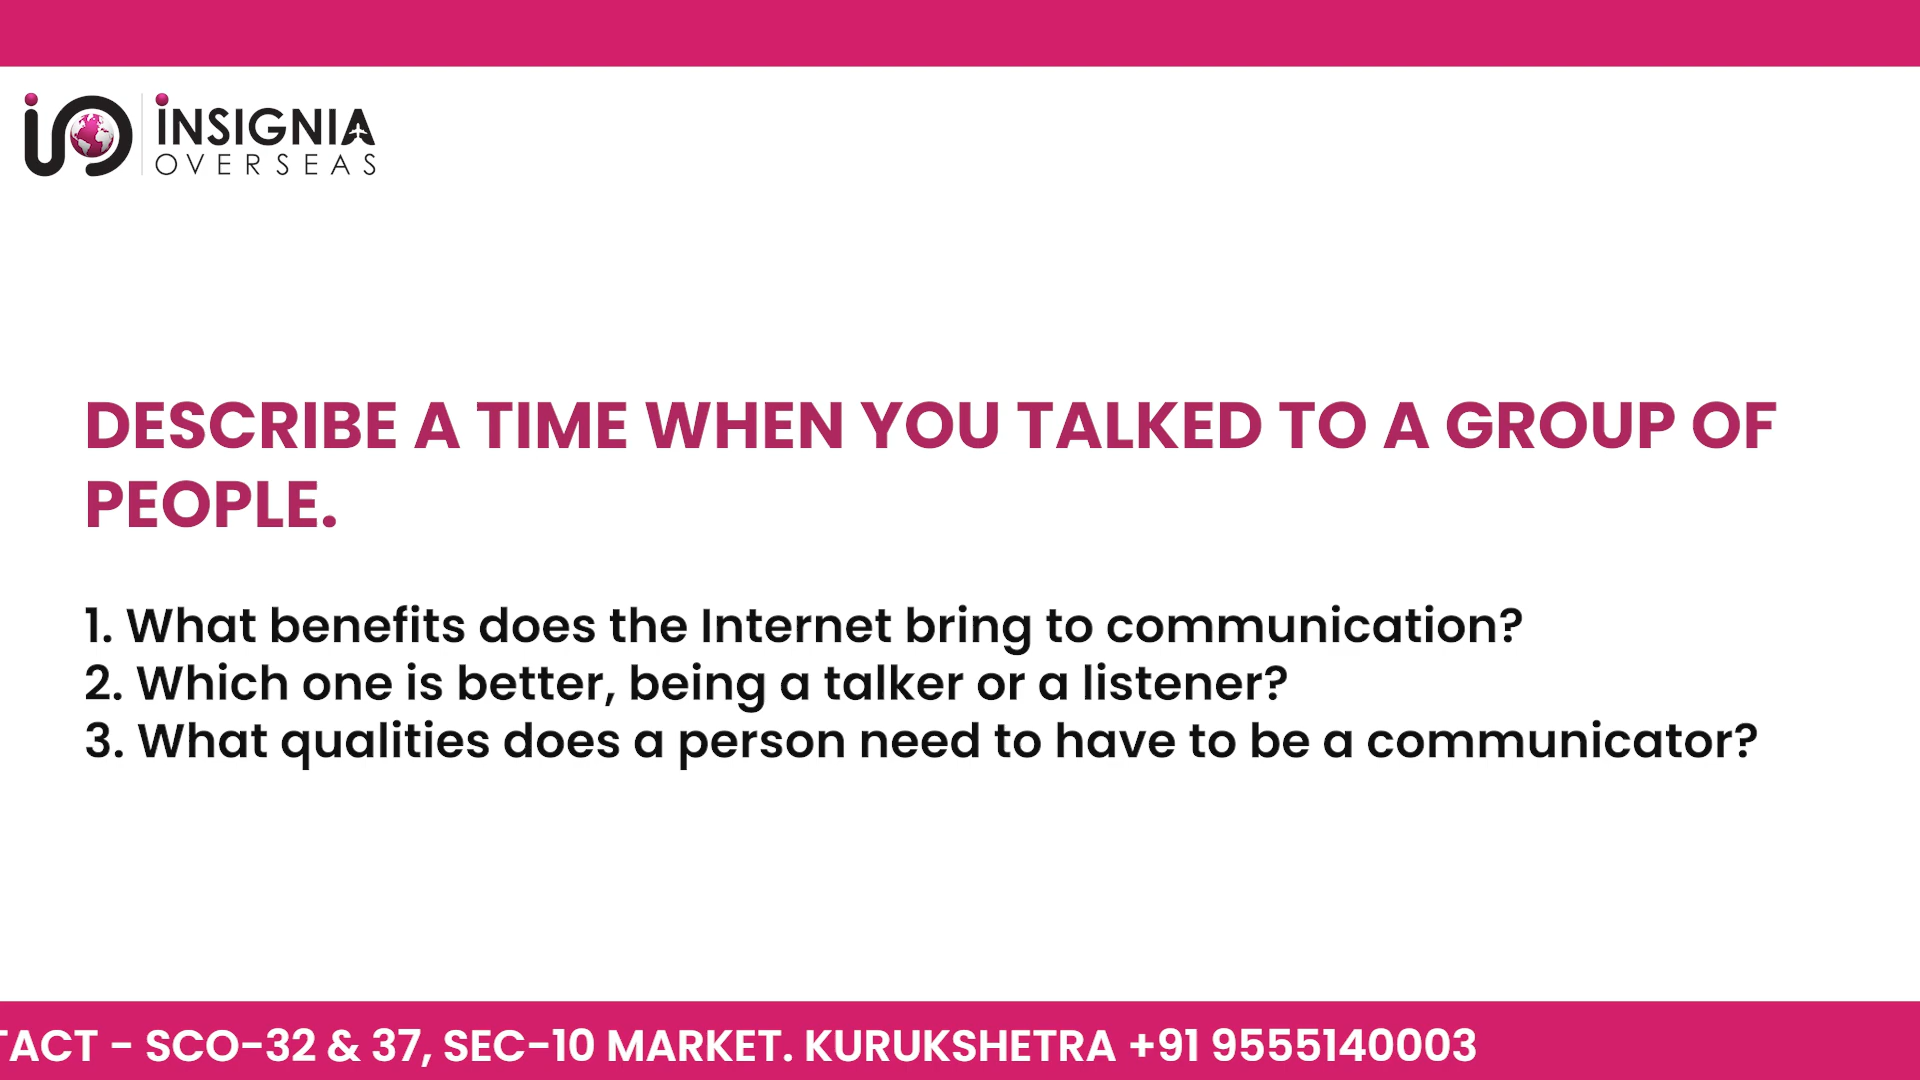 INSIGNIA
OVERSEAS
DESCRIBE A TIME WHEN YOU TALKED TO A GROUP OF
PEOPLE.
1. What benefits does the Internet bring to communication?
2. Which one is better, being a talker or a listener?
3. What qualities does a person need to have to be a communicator?
TACT - SCO-32 & 37, SEC-10 MARKET. KURUKSHETRA +91 9555140003